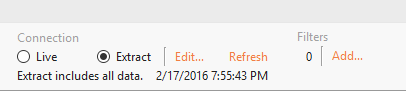 Connection Filters
Live Extract Edit... Refresh 0 Add...
Extract includes all data. 2/17/2016 7:55:43 PM